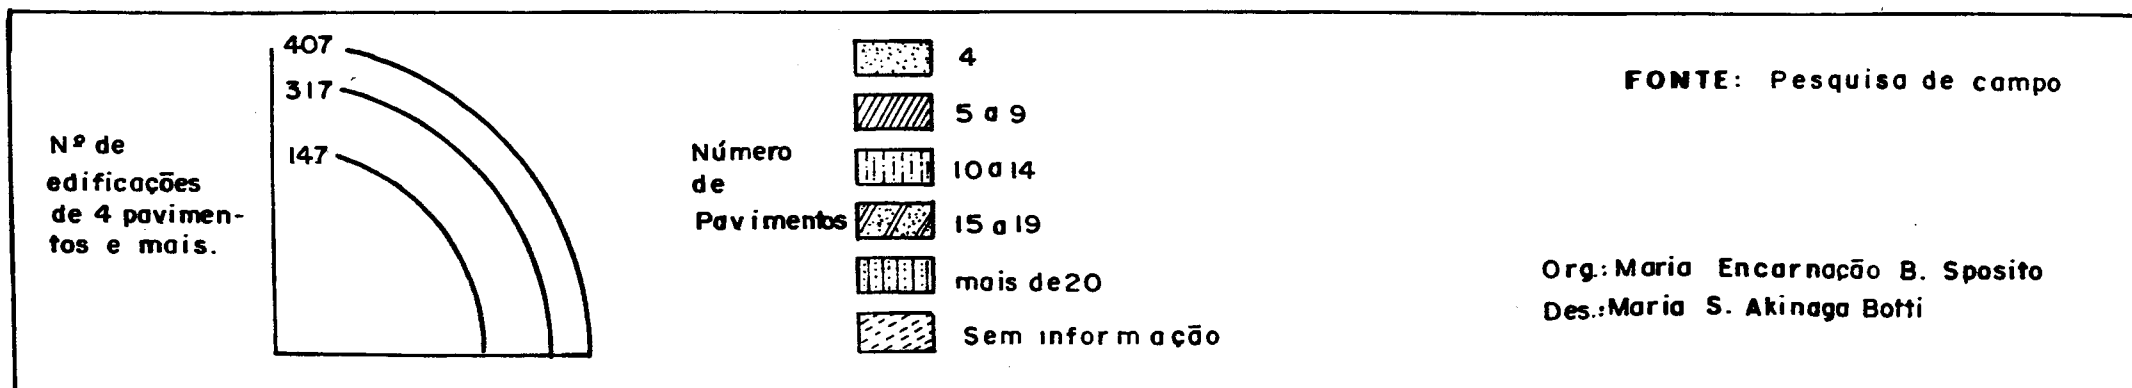 407
317
147
Nº de
edificações
de 4 pavimen-
tos e mais.
Número
de
Pavimentos
4
5 a 9
10 a 14
15 a 19
mais de 20
Sem informação
FONTE: Pesquisa de campo
Org.: Maria Encarnação B. Sposito
Des.: Maria S. Akinaga Botti